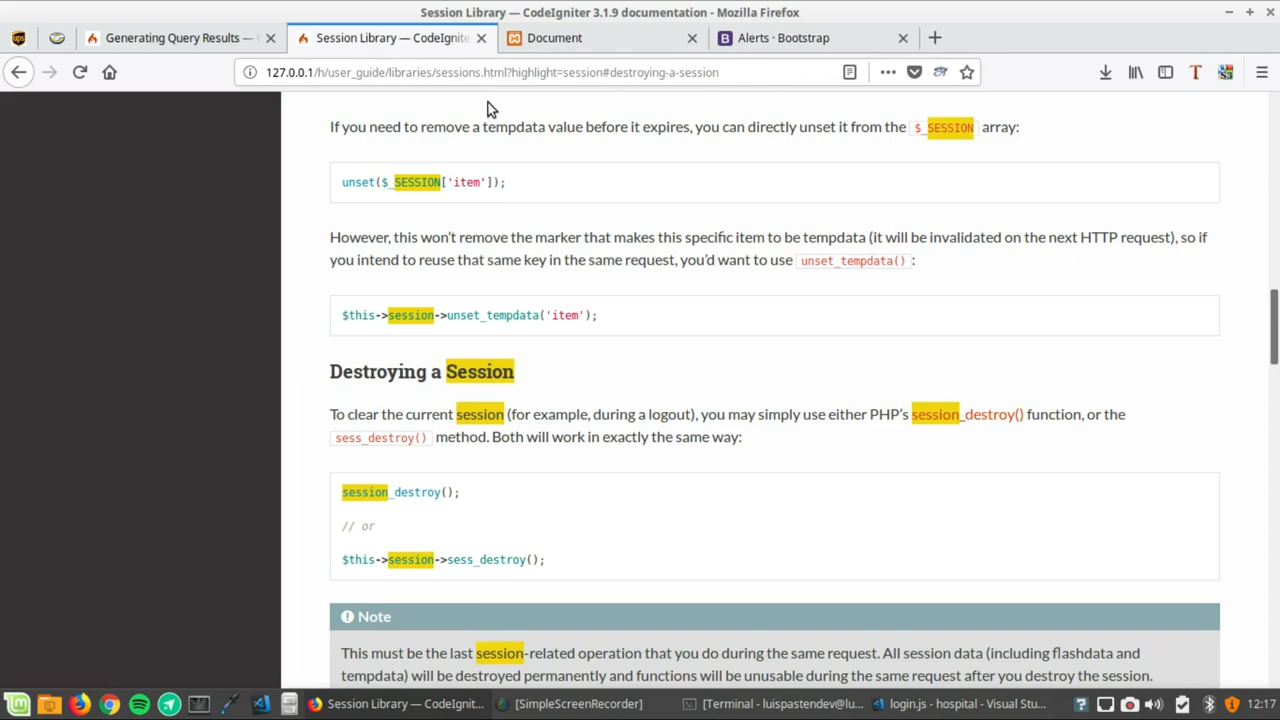 Session Library — CodeIgniter 3.1.9 documentation - Mozilla Firefox
Generating Query Results —
Session Library — CodeIgnite
Document
Alerts · Bootstrap
127.0.0.1/h/user_guide/libraries/sessions.html?highlight=session#destroying-a-session
If you need to remove a tempdata value before it expires, you can directly unset it from the $_SESSION array:
unset($_SESSION['item']);
However, this won't remove the marker that makes this specific item to be tempdata (it will be invalidated on the next HTTP request), so if
you intend to reuse that same key in the same request, you'd want to use unset_tempdata() :
$this->session->unset_tempdata('item');
Destroying a Session
To clear the current session (for example, during a logout), you may simply use either PHP's session_destroy() function, or the
sess_destroy() method. Both will work in exactly the same way:
session_destroy();
// or
$this->session->sess_destroy();
Note
This must be the last session-related operation that you do during the same request. All session data (including flashdata and
tempdata) will be destroyed permanently and functions will be unusable during the same request after you destroy the session.
Session Library — CodeIgnit...
[SimpleScreenRecorder]
[Terminal - luispastendev@lu...
login.js - hospital - Visual Stu...
12:17